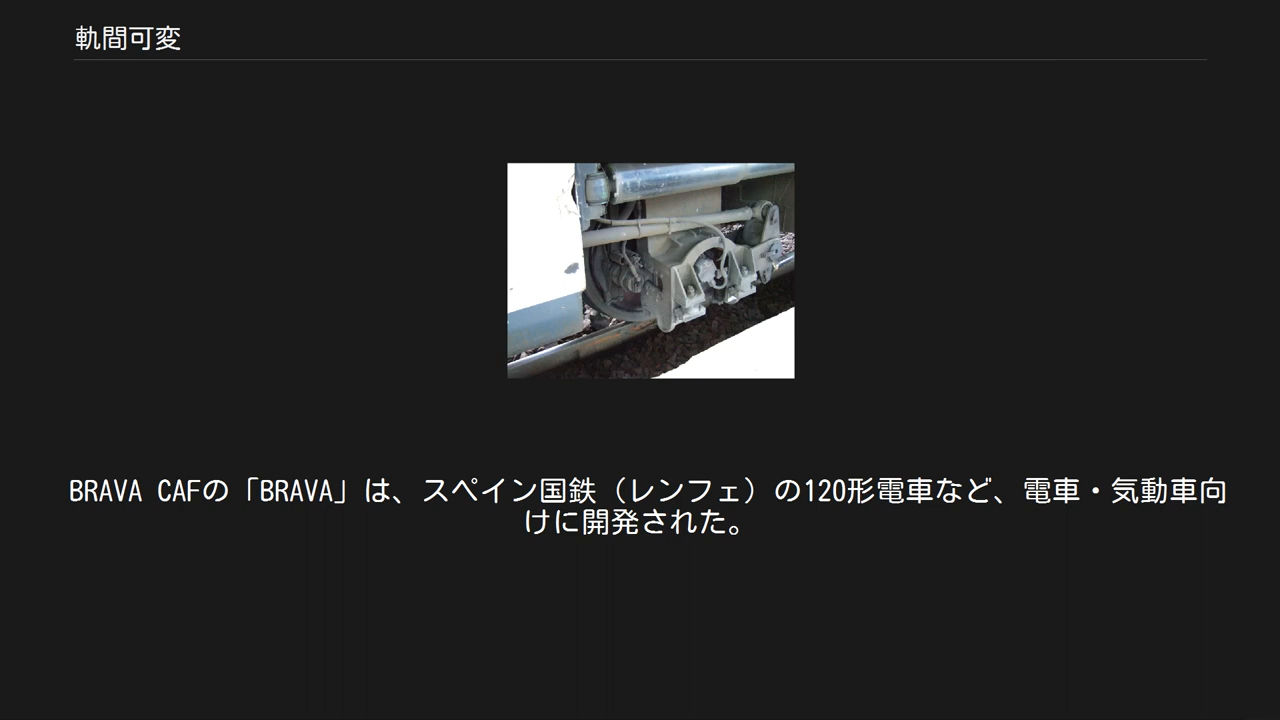 軌間可変
BRAVA CAFの「BRAVA」は、スペイン国鉄（レンフェ）の120形電車など、電車・気動車向
けに開発された。